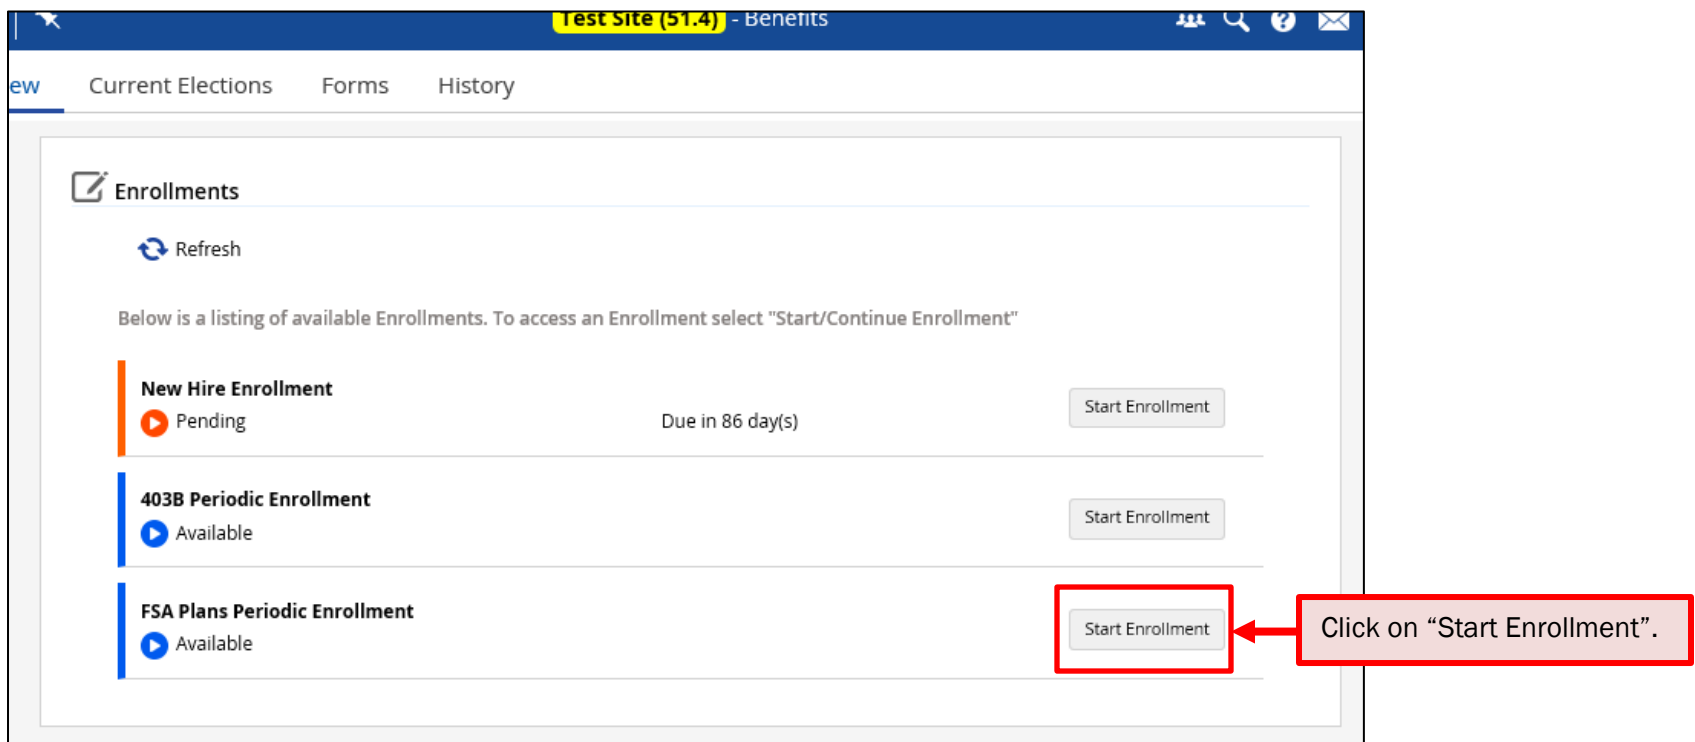 Test Site (51.4) - Benefits
ew Current Elections Forms History
Enrollments
Refresh
Below is a listing of available Enrollments. To access an Enrollment select "Start/Continue Enrollment"
New Hire Enrollment
Pending Due in 86 day(s) Start Enrollment
403B Periodic Enrollment
Available Start Enrollment
FSA Plans Periodic Enrollment
Available Start Enrollment
Click on “Start Enrollment”.